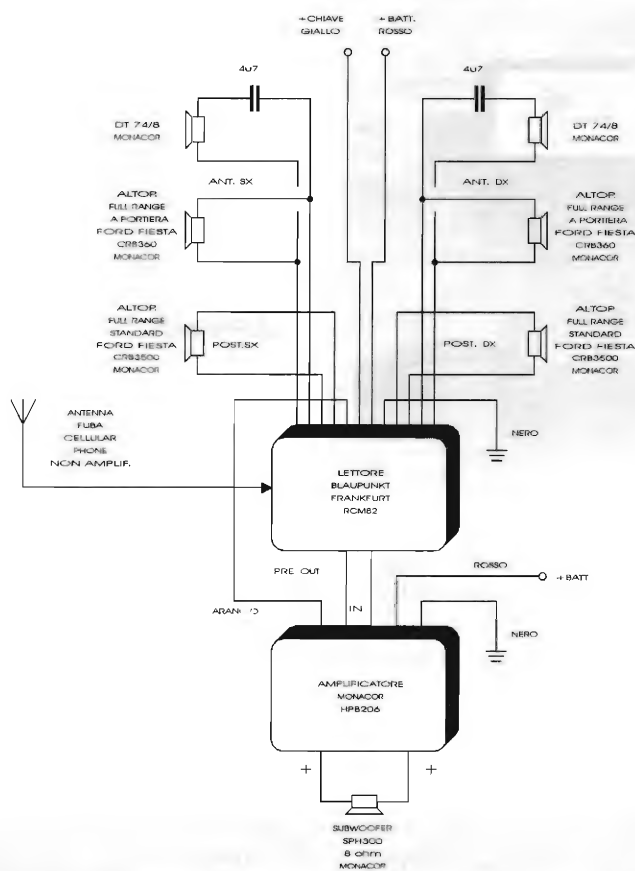 +CHIAVE
GIALLO
+BATT.
ROSSO
4u7
4u7
DT 74/8
MONACOR
DT 74/8
MONACOR
ANT. SX
ANT. DX
ALTOP.
FULL RANGE
A PORTIERA
FORD FIESTA
CRB360
MONACOR
ALTOP.
FULL RANGE
A PORTIERA
FORD FIESTA
CRB360
MONACOR
ALTOP.
FULL RANGE
STANDARD
FORD FIESTA
CRB3500
MONACOR
POST.SX
POST. DX
ALTOP.
FULL RANGE
STANDARD
FORD FIESTA
CRB3500
MONACOR
ANTENNA
FUBA
CELLULAR
PHONE
NON AMPLIF.
NERO
LETTORE
BLAUPUNKT
FRANKFURT
RCM82
PRE OUT
IN
ROSSO
+BATT
NERO
AMPLIFICATORE
MONACOR
HPB206
+
+
SUBWOOFER
SPH300
8 ohm
MONACOR